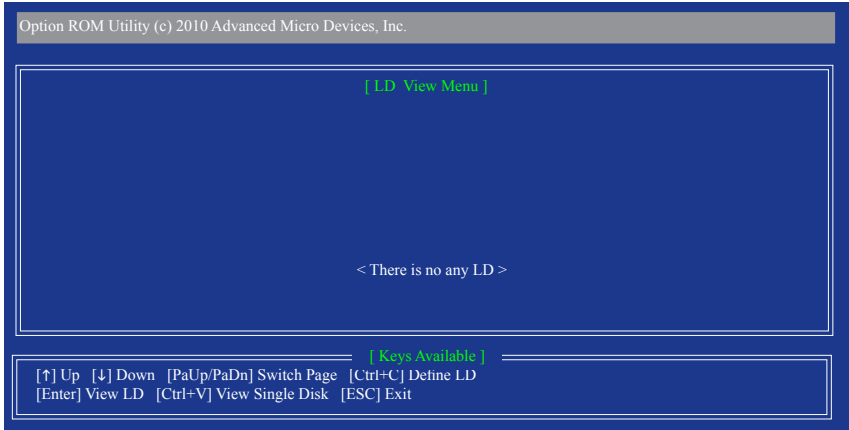 Option ROM Utility (c) 2010 Advanced Micro Devices, Inc.
[ LD  View Menu ]
< There is no any LD >
[ Keys Available ]
[↑] Up  [↓] Down  [PaUp/PaDn] Switch Page  [Ctrl+C] Define LD
[Enter] View LD  [Ctrl+V] View Single Disk  [ESC] Exit